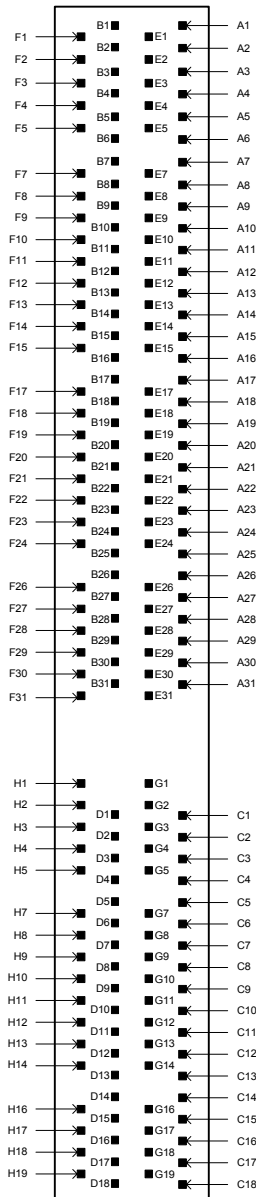 B1 A1
F1 E1
B2 A2
F2 E2
B3 A3
F3 E3
B4 A4
F4 E4
B5 A5
F5 E5
B6 A6
B7 A7
F7 E7
B8 A8
F8 E8
B9 A9
F9 E9
B10 A10
F10 E10
B11 A11
F11 E11
B12 A12
F12 E12
B13 A13
F13 E13
B14 A14
F14 E14
B15 A15
F15 E15
B16 A16
B17 A17
F17 E17
B18 A18
F18 E18
B19 A19
F19 E19
B20 A20
F20 E20
B21 A21
F21 E21
B22 A22
F22 E22
B23 A23
F23 E23
B24 A24
F24 E24
B25 A25
B26 A26
F26 E26
B27 A27
F27 E27
B28 A28
F28 E28
B29 A29
F29 E29
B30 A30
F30 E30
B31 A31
F31 E31
H1 G1
H2 G2
D1 C1
H3 G3
D2 C2
H4 G4
D3 C3
H5 G5
D4 C4
D5 C5
H7 G7
D6 C6
H8 G8
D7 C7
H9 G9
D8 C8
H10 G10
D9 C9
H11 G11
D10 C10
H12 G12
D11 C11
H13 G13
D12 C12
H14 G14
D13 C13
D14 C14
H16 G16
D15 C15
H17 G17
D16 C16
H18 G18
D17 C17
H19 G19
D18 C18